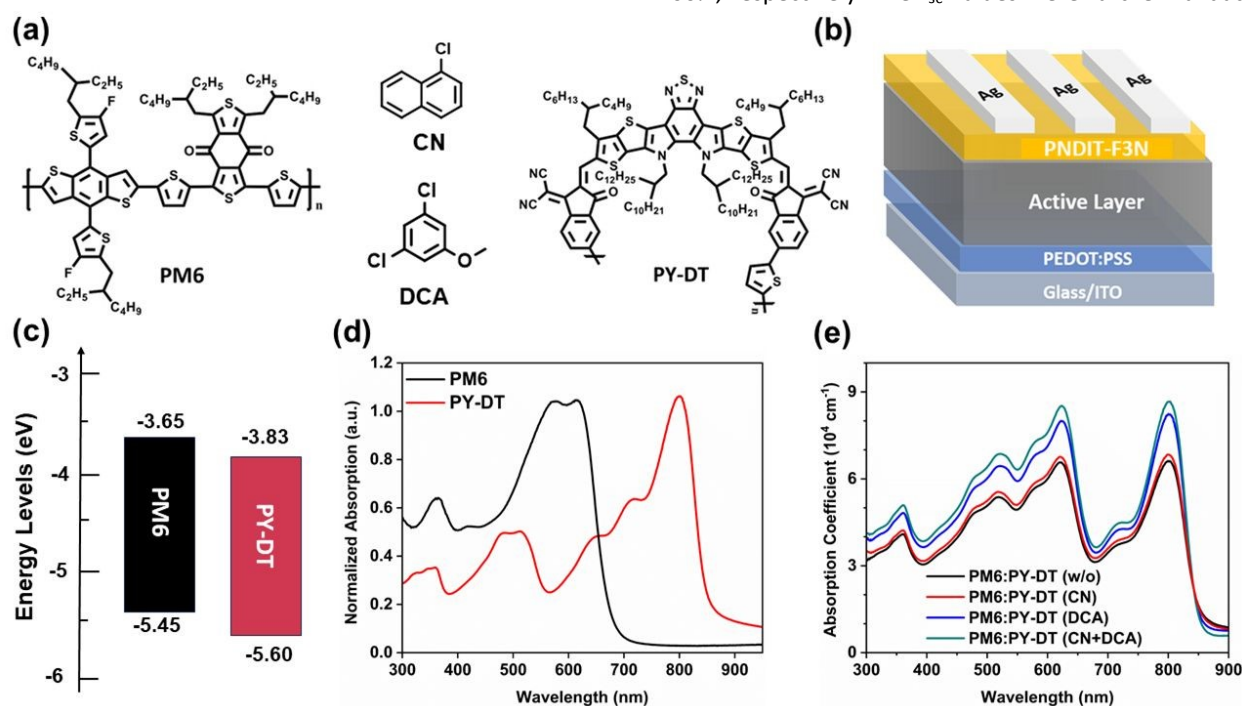 (a)
C4H9
C2H5
F
S
C4H9
C2H5
C2H5
C4H9
S
O
O
S
S
S
S
S
n
S
F
C2H5
C4H9
PM6
Cl
CN
Cl
Cl
O
DCA
C6H13
C4H9
N
S
N
C4H9
C6H13
S
S
S
S
N
N
C12H25
C12H25
C10H21
C10H21
NC
CN
O
O
CN
CN
S
n
PY-DT
(b)
Ag
Ag
Ag
PNDIT-F3N
Active Layer
PEDOT:PSS
Glass/ITO
(c)
Energy Levels (eV)
-3
-4
-5
-6
-3.65
PM6
-5.45
-3.83
PY-DT
-5.60
(d)
Normalized Absorption (a.u.)
1.2
1.0
0.8
0.6
0.4
0.2
0.0
PM6
PY-DT
300 400 500 600 700 800 900
Wavelength (nm)
(e)
Absorption Coefficient (10⁴ cm⁻¹)
9
6
3
0
PM6:PY-DT (w/o)
PM6:PY-DT (CN)
PM6:PY-DT (DCA)
PM6:PY-DT (CN+DCA)
300 400 500 600 700 800 900
Wavelength (nm)